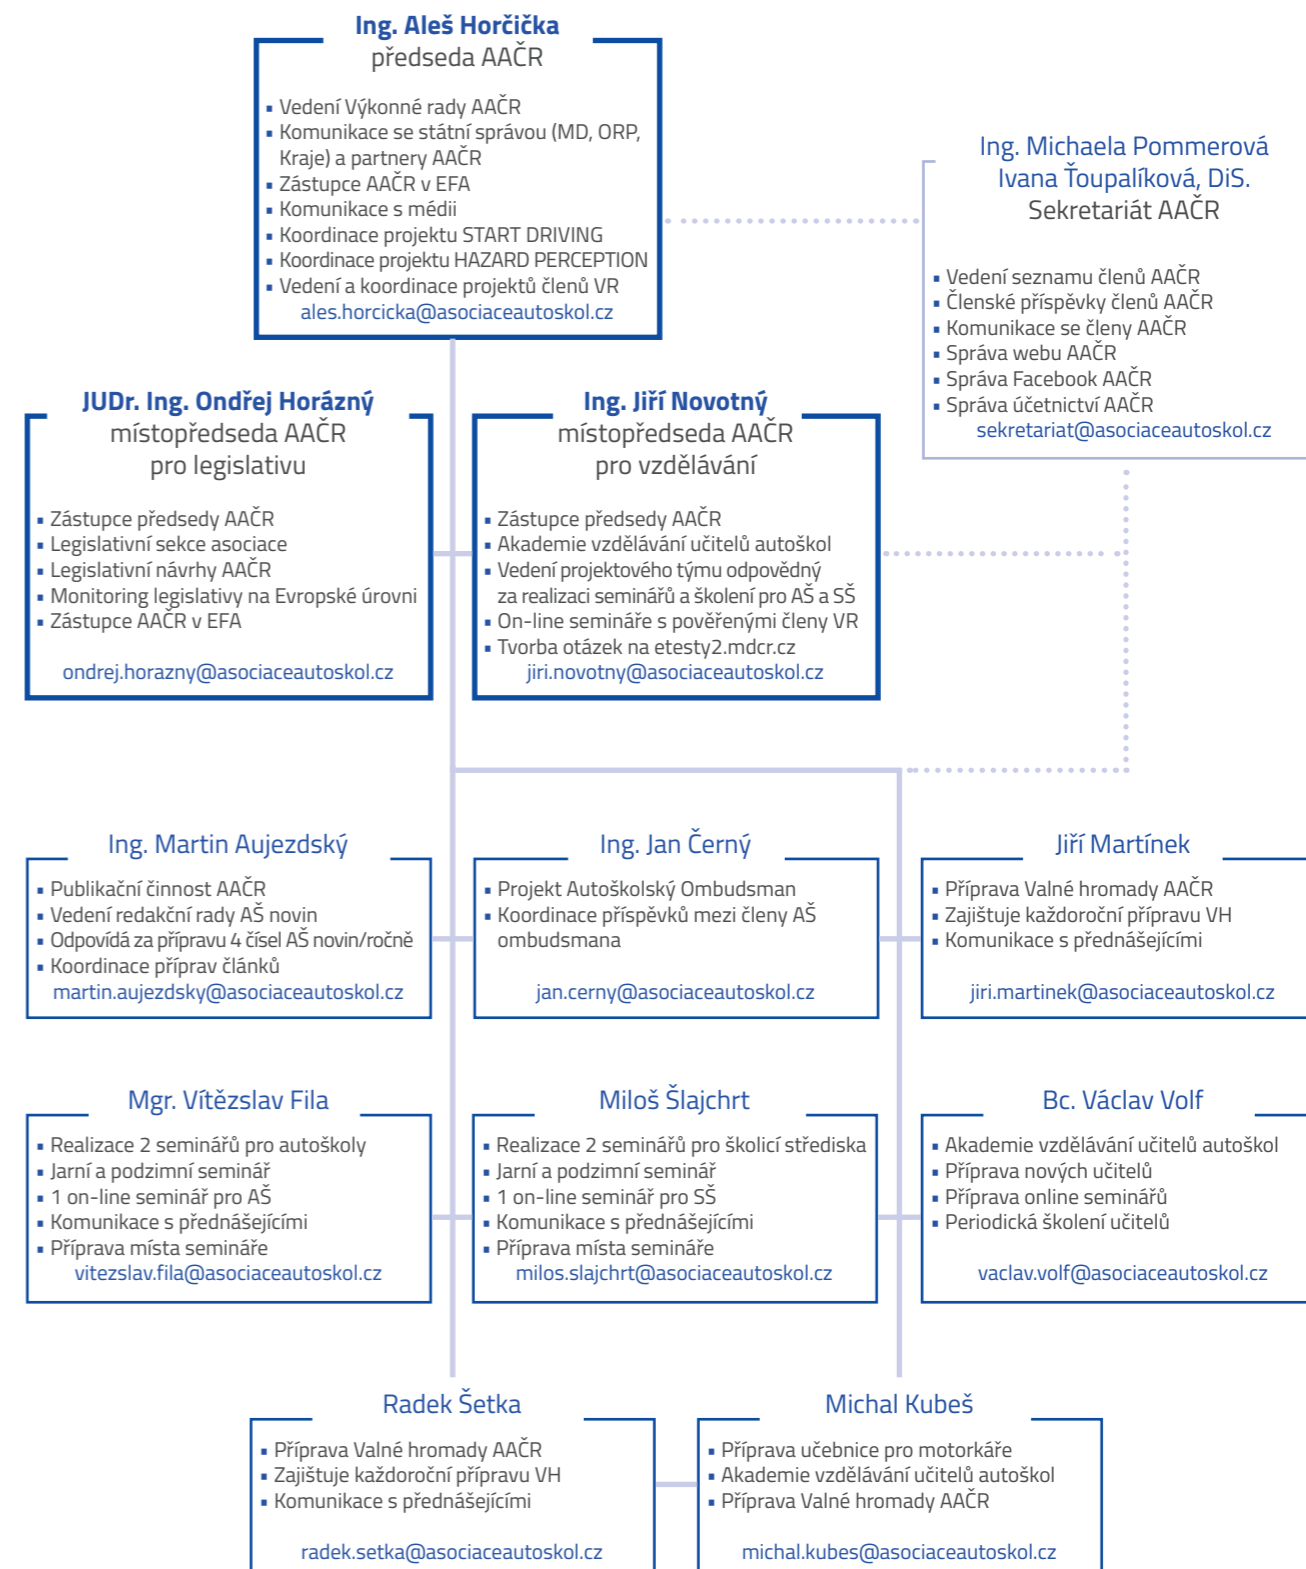 Ing. Aleš Horčička
předseda AAČR
▪ Vedení Výkonné rady AAČR
▪ Komunikace se státní správou (MD, ORP,
Kraje) a partnery AAČR
▪ Zástupce AAČR v EFA
▪ Komunikace s médii
▪ Koordinace projektu START DRIVING
▪ Koordinace projektu HAZARD PERCEPTION
▪ Vedení a koordinace projektů členů VR
ales.horcicka@asociaceautoskol.cz
Ing. Michaela Pommerová
Ivana Ťoupalíková, DiS.
Sekretariát AAČR
▪ Vedení seznamu členů AAČR
▪ Členské příspěvky členů AAČR
▪ Komunikace se členy AAČR
▪ Správa webu AAČR
▪ Správa Facebook AAČR
▪ Správa účetnictví AAČR
sekretariat@asociaceautoskol.cz
JUDr. Ing. Ondřej Horázný
místopředseda AAČR
pro legislativu
▪ Zástupce předsedy AAČR
▪ Legislativní sekce asociace
▪ Legislativní návrhy AAČR
▪ Monitoring legislativy na Evropské úrovni
▪ Zástupce AAČR v EFA
ondrej.horazny@asociaceautoskol.cz
Ing. Jiří Novotný
místopředseda AAČR
pro vzdělávání
▪ Zástupce předsedy AAČR
▪ Akademie vzdělávání učitelů autoškol
▪ Vedení projektového týmu odpovědný
za realizaci seminářů a školení pro AŠ a SŠ
▪ On-line semináře s pověřenými členy VR
▪ Tvorba otázek na etesty2.mdcr.cz
jiri.novotny@asociaceautoskol.cz
Ing. Martin Aujezdský
▪ Publikační činnost AAČR
▪ Vedení redakční rady AŠ novin
▪ Odpovídá za přípravu 4 čísel AŠ novin/ročně
▪ Koordinace příprav článků
martin.aujezdsky@asociaceautoskol.cz
Ing. Jan Černý
▪ Projekt Autoškolský Ombudsman
▪ Koordinace příspěvků mezi členy AŠ
ombudsmana
jan.cerny@asociaceautoskol.cz
Jiří Martínek
▪ Příprava Valné hromady AAČR
▪ Zajištuje každoroční přípravu VH
▪ Komunikace s přednášejícími
jiri.martinek@asociaceautoskol.cz
Mgr. Vítězslav Fila
▪ Realizace 2 seminářů pro autoškoly
▪ Jarní a podzimní seminář
▪ 1 on-line seminář pro AŠ
▪ Komunikace s přednášejícími
▪ Příprava místa semináře
vitezslav.fila@asociaceautoskol.cz
Miloš Šlajchrt
▪ Realizace 2 seminářů pro školicí střediska
▪ Jarní a podzimní seminář
▪ 1 on-line seminář pro SŠ
▪ Komunikace s přednášejícími
▪ Příprava místa semináře
milos.slajchrt@asociaceautoskol.cz
Bc. Václav Volf
▪ Akademie vzdělávání učitelů autoškol
▪ Příprava nových učitelů
▪ Příprava online seminářů
▪ Periodická školení učitelů
vaclav.volf@asociaceautoskol.cz
Radek Šetka
▪ Příprava Valné hromady AAČR
▪ Zajištuje každoroční přípravu VH
▪ Komunikace s přednášejícími
radek.setka@asociaceautoskol.cz
Michal Kubeš
▪ Příprava učebnice pro motorkáře
▪ Akademie vzdělávání učitelů autoškol
▪ Příprava Valné hromady AAČR
michal.kubes@asociaceautoskol.cz